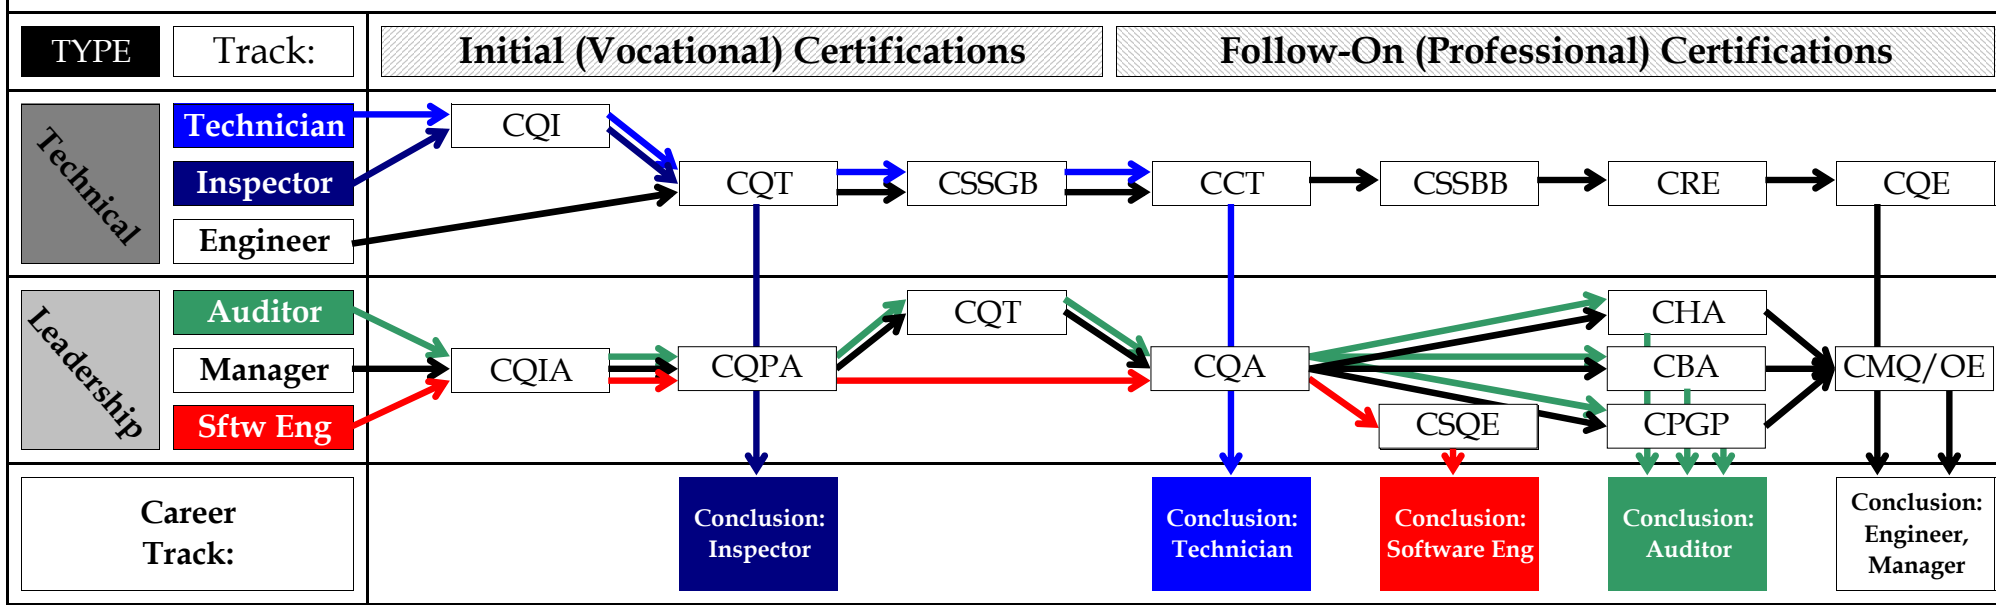 TYPE
Track:
Initial (Vocational) Certifications
Follow-On (Professional) Certifications
Technical
Technician
Inspector
Engineer
CQI
CQT
CSSGB
CCT
CSSBB
CRE
CQE
Leadership
Auditor
Manager
Sftw Eng
CQIA
CQPA
CQT
CQA
CSQE
CHA
CBA
CPGP
CMQ/OE
Career
Track:
Conclusion:
Inspector
Conclusion:
Technician
Conclusion:
Software Eng
Conclusion:
Auditor
Conclusion:
Engineer,
Manager